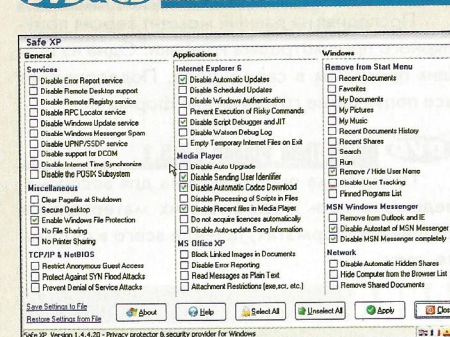 Safe XP
General
Services
Disable Error Report service
Disable Remote Desktop support
Disable Remote Registry service
Disable RPC Locator service
Disable Windows Update service
Disable Windows Messenger Spam
Disable UPNP/SSDP service
Disable support for DCOM
Disable Internet Time Synchronize
Disable the POSIX Subsystem
Miscellaneous
Clear Pagefile at Shutdown
Secure Desktop
Enable Windows File Protection
No File Sharing
No Printer Sharing
TCP/IP & NetBIOS
Restrict Anonymous Guest Access
Protect Against SYN Flood Attacks
Prevent Denial of Service Attacks
Applications
Internet Explorer 6
Disable Automatic Updates
Disable Scheduled Updates
Disable Windows Authentication
Prevent Execution of Risky Commands
Disable Script Debugger and JIT
Disable Watson Debug Log
Empty Temporary Internet Files on Exit
Media Player
Disable Auto Upgrade
Disable Sending User Identifier
Disable Automatic Codec Download
Disable Processing of Scripts in Files
Disable Recent files in Media Player
Do not acquire licences automatically
Disable Auto-update Song Information
MS Office XP
Block Linked Images in Documents
Disable Error Reporting
Read Messages as Plain Text
Attachment Restrictions (exe,scr, etc.)
Windows
Remove from Start Menu
Recent Documents
Favorites
My Documents
My Pictures
My Music
Recent Documents History
Recent Shares
Search
Run
Remove / Hide User Name
Disable User Tracking
Pinned Programs List
MSN Windows Messenger
Remove from Outlook and IE
Disable Autostart of MSN Messenger
Disable MSN Messenger completely
Network
Disable Automatic Hidden Shares
Hide Computer from the Browser List
Remove Shared Documents
Save Settings to File
Restore Settings from File
About
Help
Select All
Unselect All
Apply
Safe XP Version 1.4.4.20 - Privacy protector & security provider for Windows